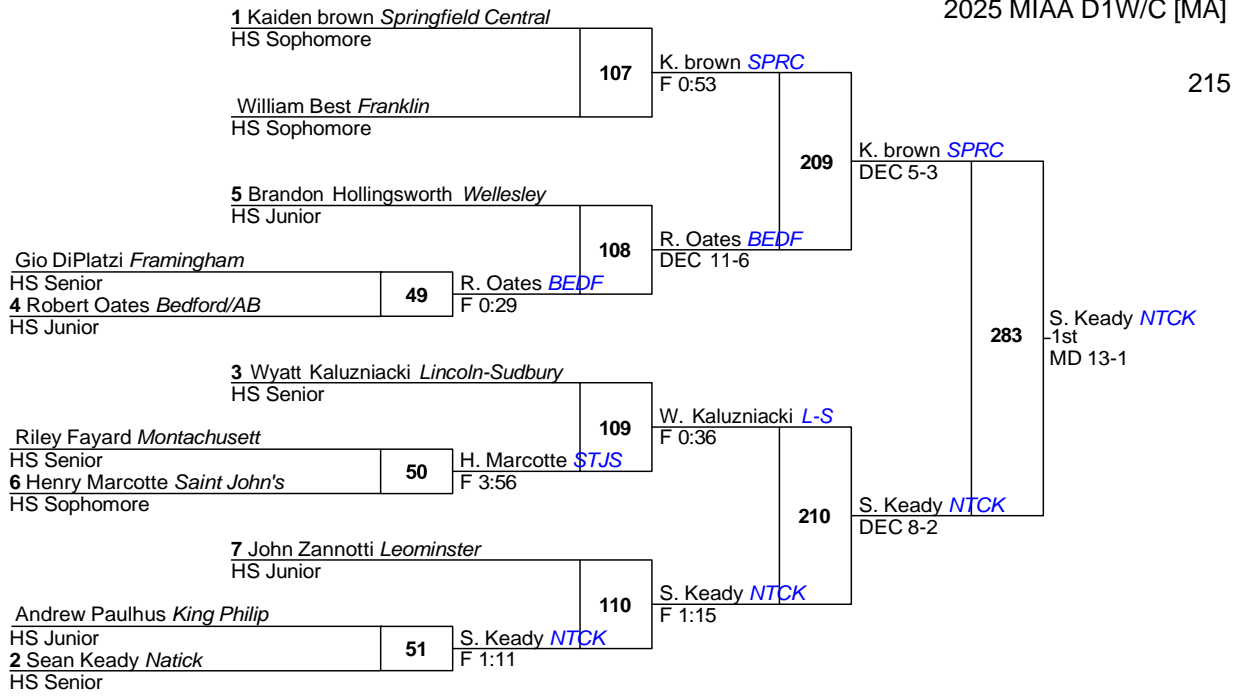 2025 MIAA D1W/C [MA]
215
1 Kaiden brown Springfield Central
HS Sophomore
107
K. brown SPRC
F 0:53
William Best Franklin
HS Sophomore
209
K. brown SPRC
DEC 5-3
5 Brandon Hollingsworth Wellesley
HS Junior
108
R. Oates BEDF
DEC 11-6
Gio DiPlatzi Framingham
HS Senior
49
R. Oates BEDF
F 0:29
4 Robert Oates Bedford/AB
HS Junior
283
S. Keady NTCK
1st
MD 13-1
3 Wyatt Kaluzniacki Lincoln-Sudbury
HS Senior
109
W. Kaluzniacki L-S
F 0:36
Riley Fayard Montachusett
HS Senior
50
H. Marcotte STJS
F 3:56
6 Henry Marcotte Saint John's
HS Sophomore
210
S. Keady NTCK
DEC 8-2
7 John Zannotti Leominster
HS Junior
110
S. Keady NTCK
F 1:15
Andrew Paulhus King Philip
HS Junior
51
S. Keady NTCK
F 1:11
2 Sean Keady Natick
HS Senior